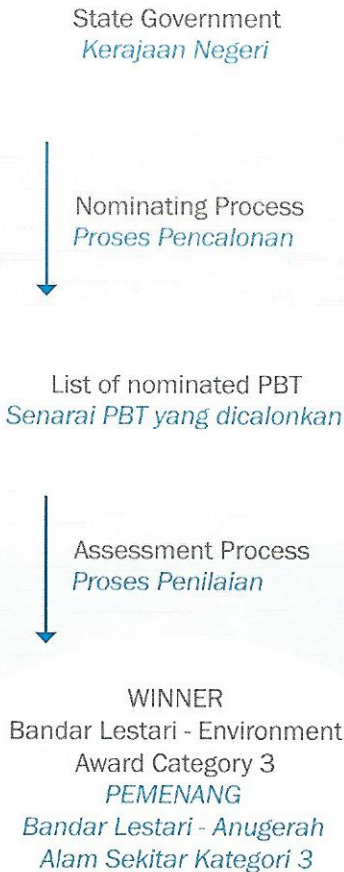 State Government
Kerajaan Negeri
Nominating Process
Proses Pencalonan
List of nominated PBT
Senarai PBT yang dicalonkan
Assessment Process
Proses Penilaian
WINNER
Bandar Lestari - Environment
Award Category 3
PEMENANG
Bandar Lestari - Anugerah
Alam Sekitar Kategori 3